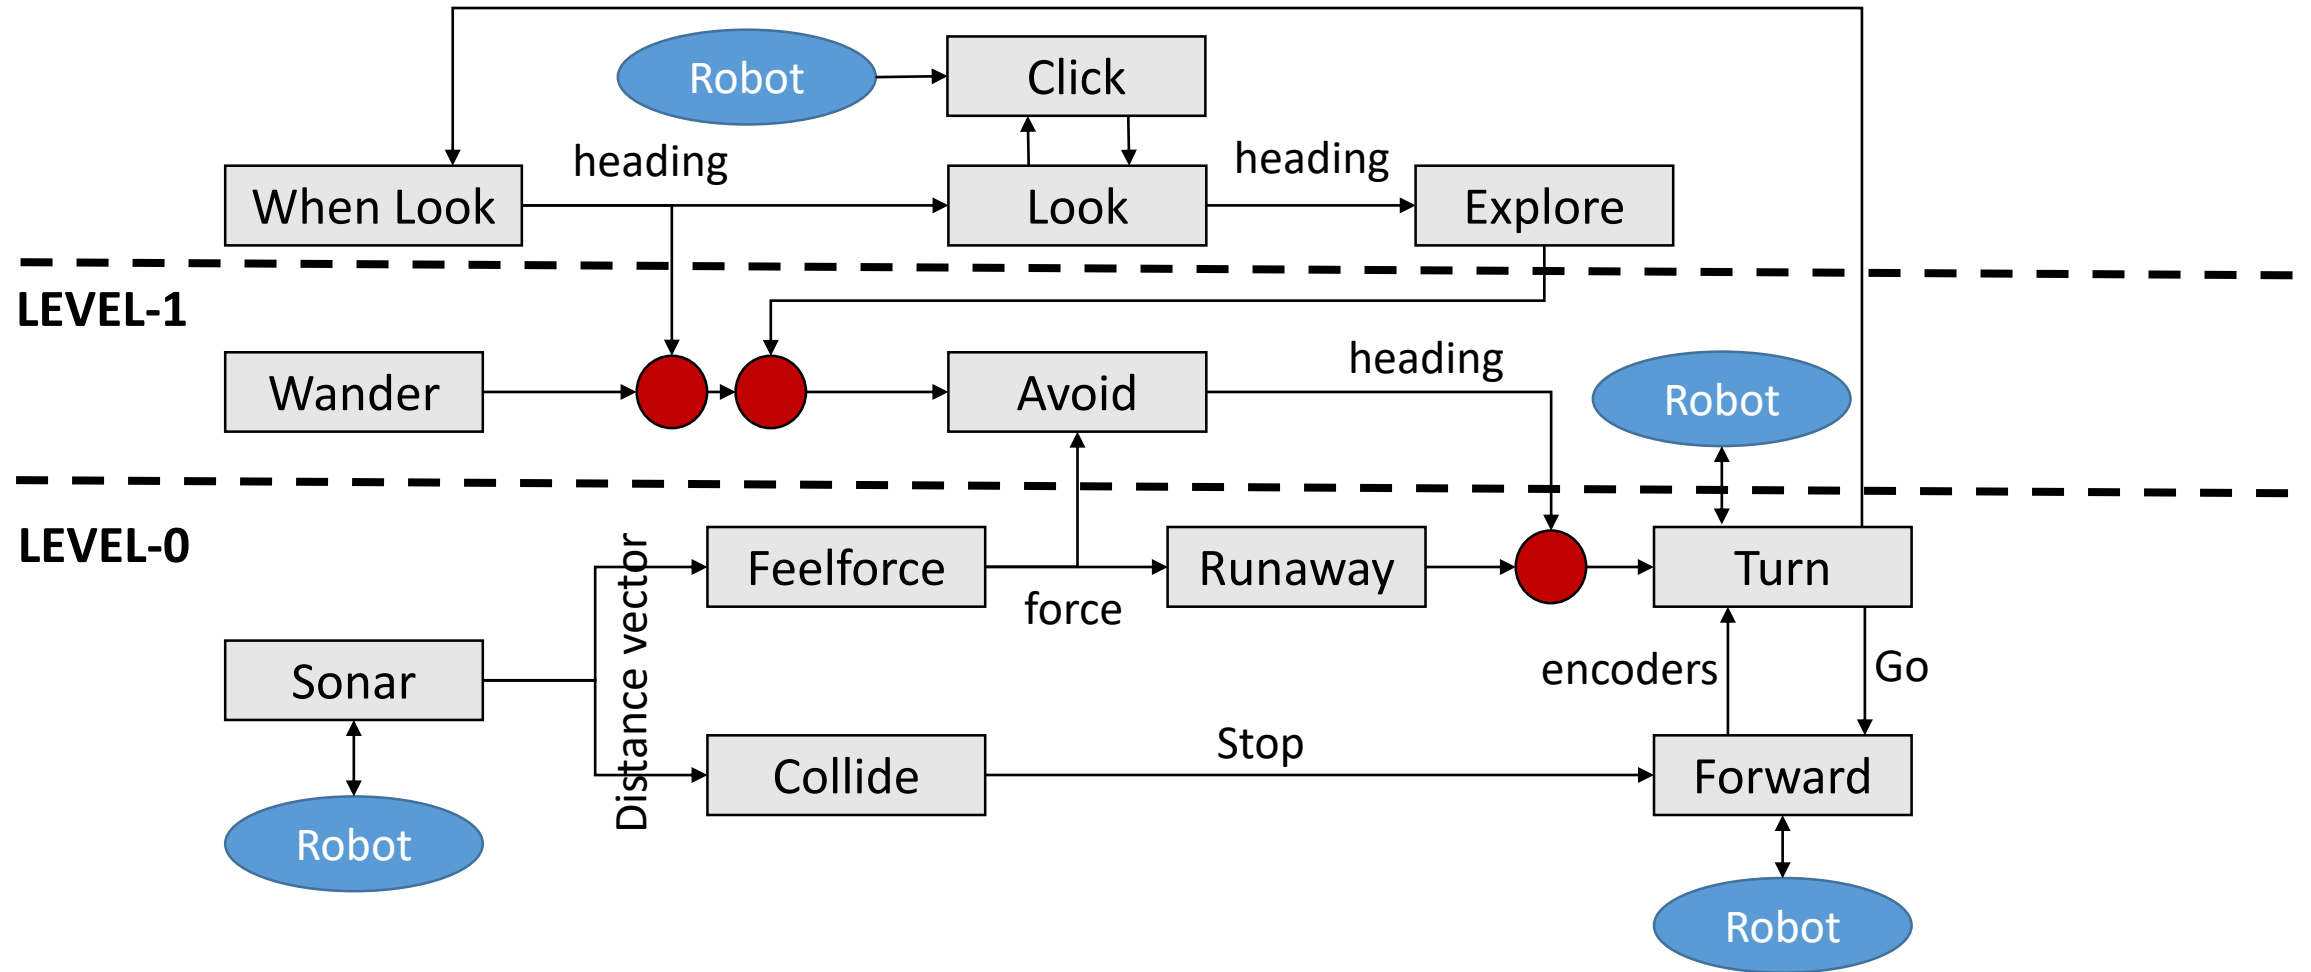 Robot
Click
heading
heading
When Look
Look
Explore
LEVEL-1
heading
Wander
Avoid
Robot
LEVEL-0
Distance vector
Feelforce
Runaway
Turn
force
Sonar
encoders
Go
Stop
Collide
Forward
Robot
Robot